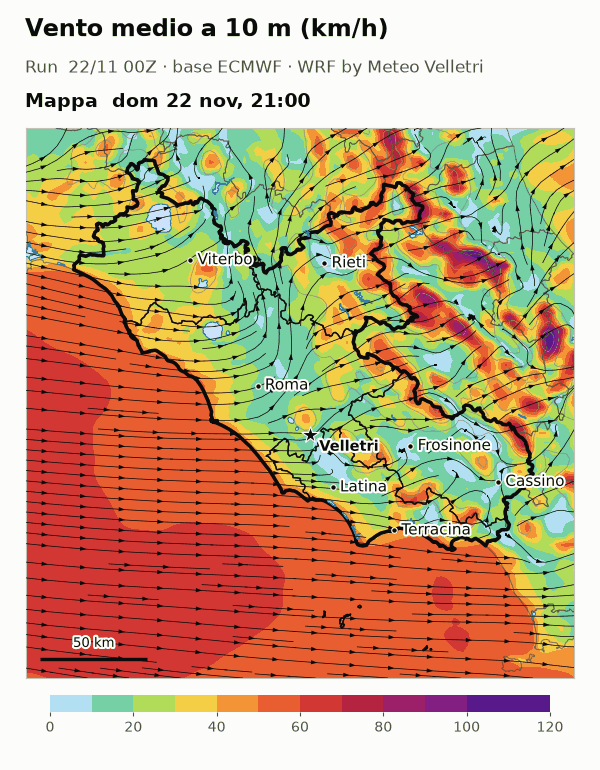 Vento medio a 10 m (km/h)
Run 22/11 00Z · base ECMWF · WRF by Meteo Velletri
Mappa dom 22 nov, 21:00
Viterbo
Rieti
Roma
Velletri
Frosinone
Cassino
Latina
Terracina
50 km
0 20 40 60 80 100 120